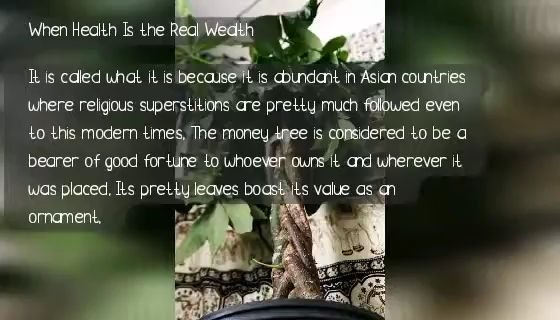 When Health Is the Real Wealth
It is called what it is because it is abundant in Asian countries
where religious superstitions are pretty much followed even
to this modern times. The money tree is considered to be a
bearer of good fortune to whoever owns it and wherever it
was placed. Its pretty leaves boast its value as an
ornament.